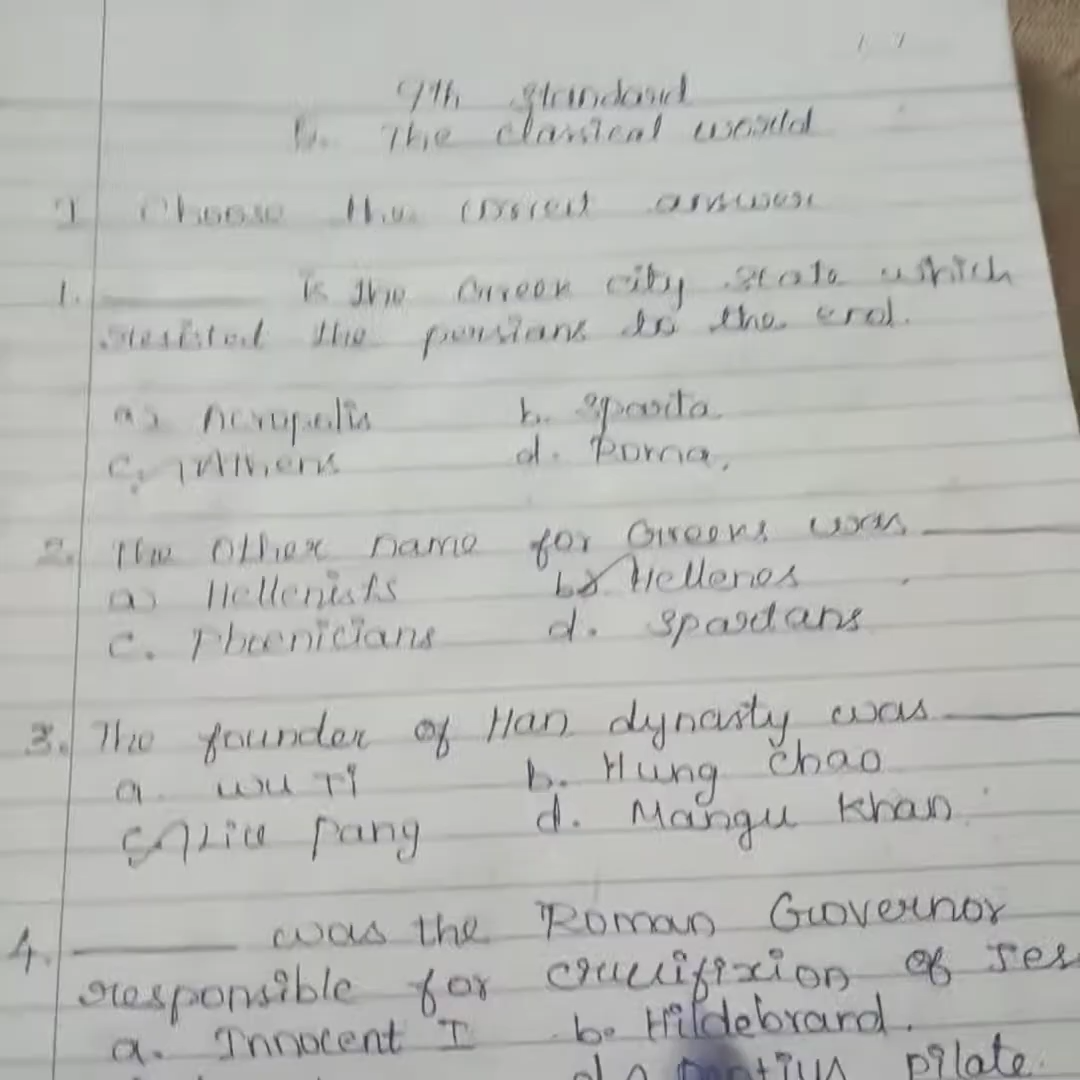 9th Standard
5. The classical world
I Choose the correct answer
1. ______ is the Greek city state which
resisted the persians to the end.
a) Acropolis b. Sparta
c. Athens d. Roma.
2. The other name for Greeks was ______
a) Hellenists b) Hellenes
c. Phoenicians d. Spartans
3. The founder of Han dynasty was ______
a. Wu Ti b. Hung Chao
c. Liu Pang d. Mangu Khan
4. ______ was the Roman Governor
responsible for crucifixion of Jes
a. Innocent I b. Hildebrand.
d. pontius pilate.